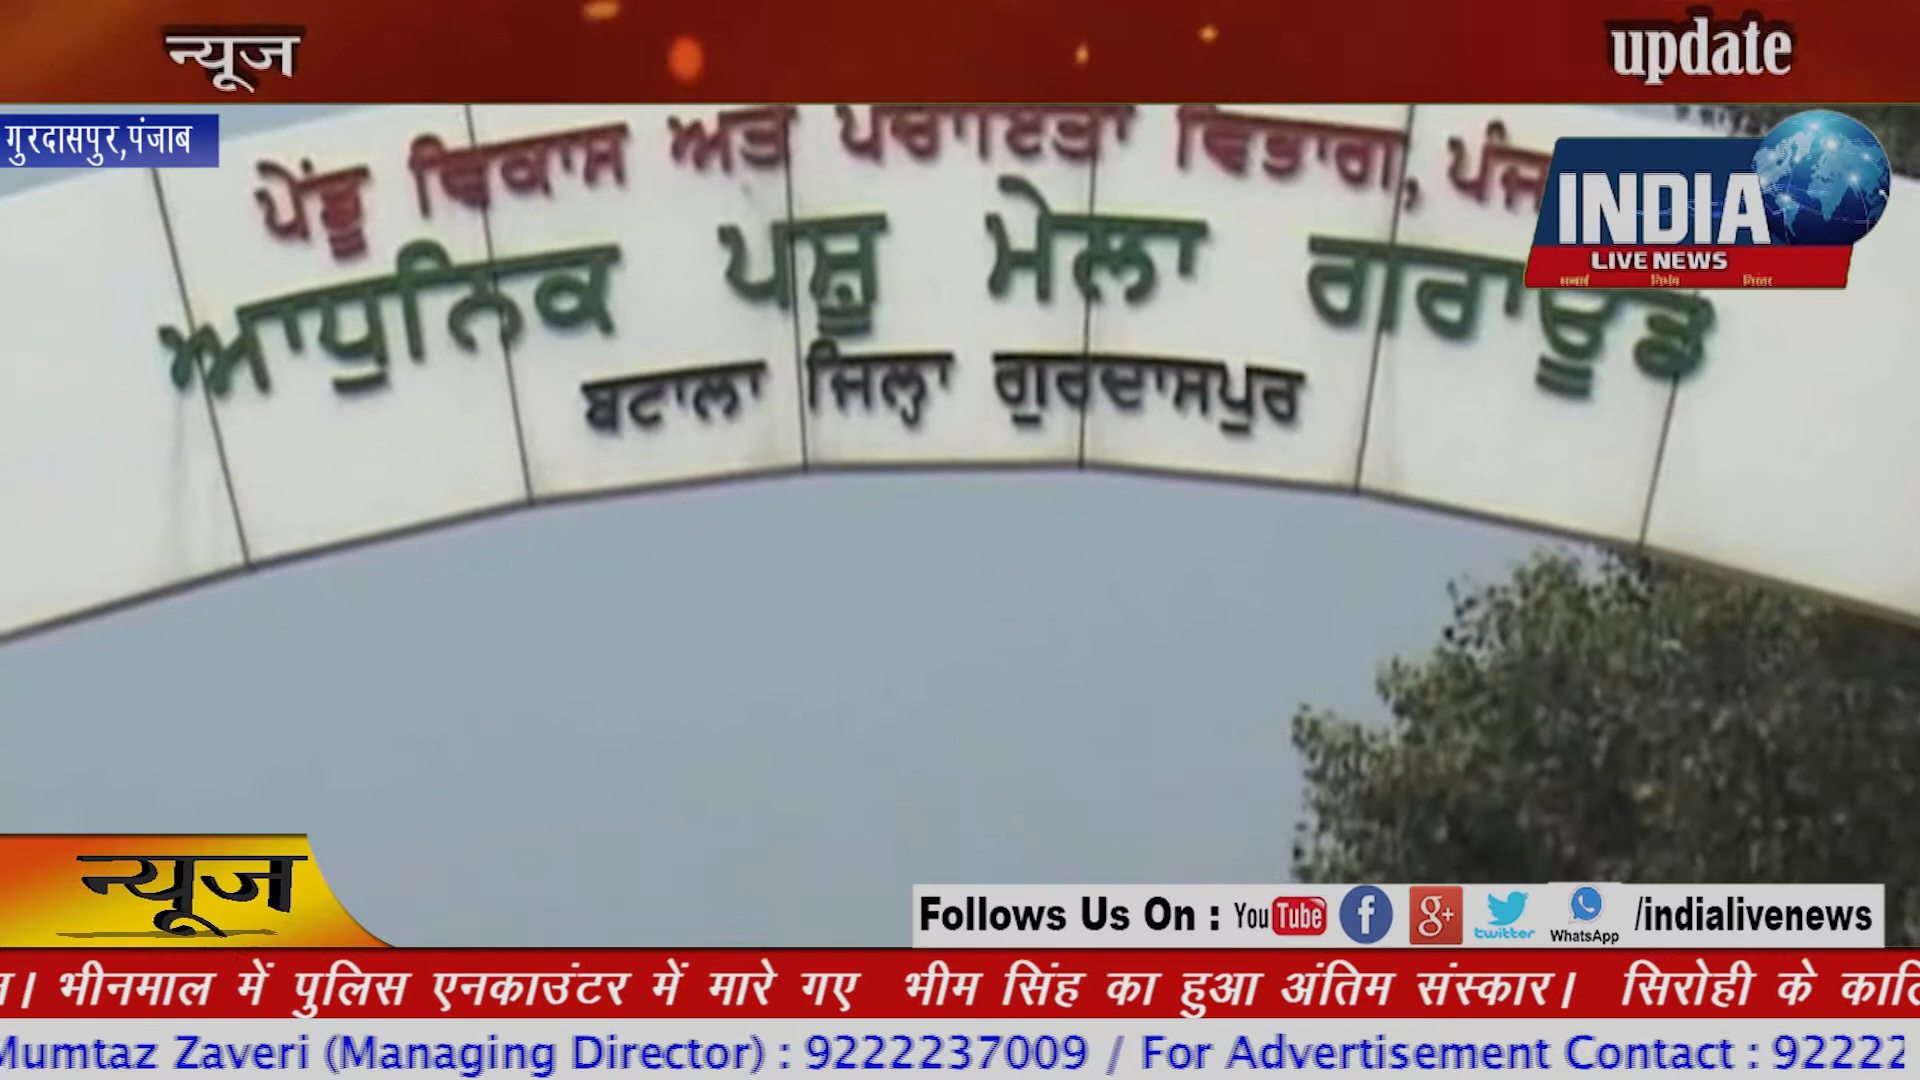 न्यूज
update
गुरदासपुर,पंजाब
ਪੇਂਡੂ ਵਿਕਾਸ ਅਤੇ ਪੰਚਾਇਤਾਂ ਵਿਭਾਗ,
ਆਧੁਨਿਕ ਪਸ਼ੂ ਮੇਲਾ ਗਰਾਊਂਡ
ਬਟਾਲਾ ਜਿਲ੍ਹਾ ਗੁਰਦਾਸਪੁਰ
INDIA
LIVE NEWS
न्यूज
Follows Us On : YouTube f g+ twitter WhatsApp /indialivenews
भीनमाल में पुलिस एनकाउंटर में मारे गए भीम सिंह का हुआ अंतिम संस्कार। सिरोही के
Mumtaz Zaveri (Managing Director) : 9222237009 / For Advertisement Contact : 92222